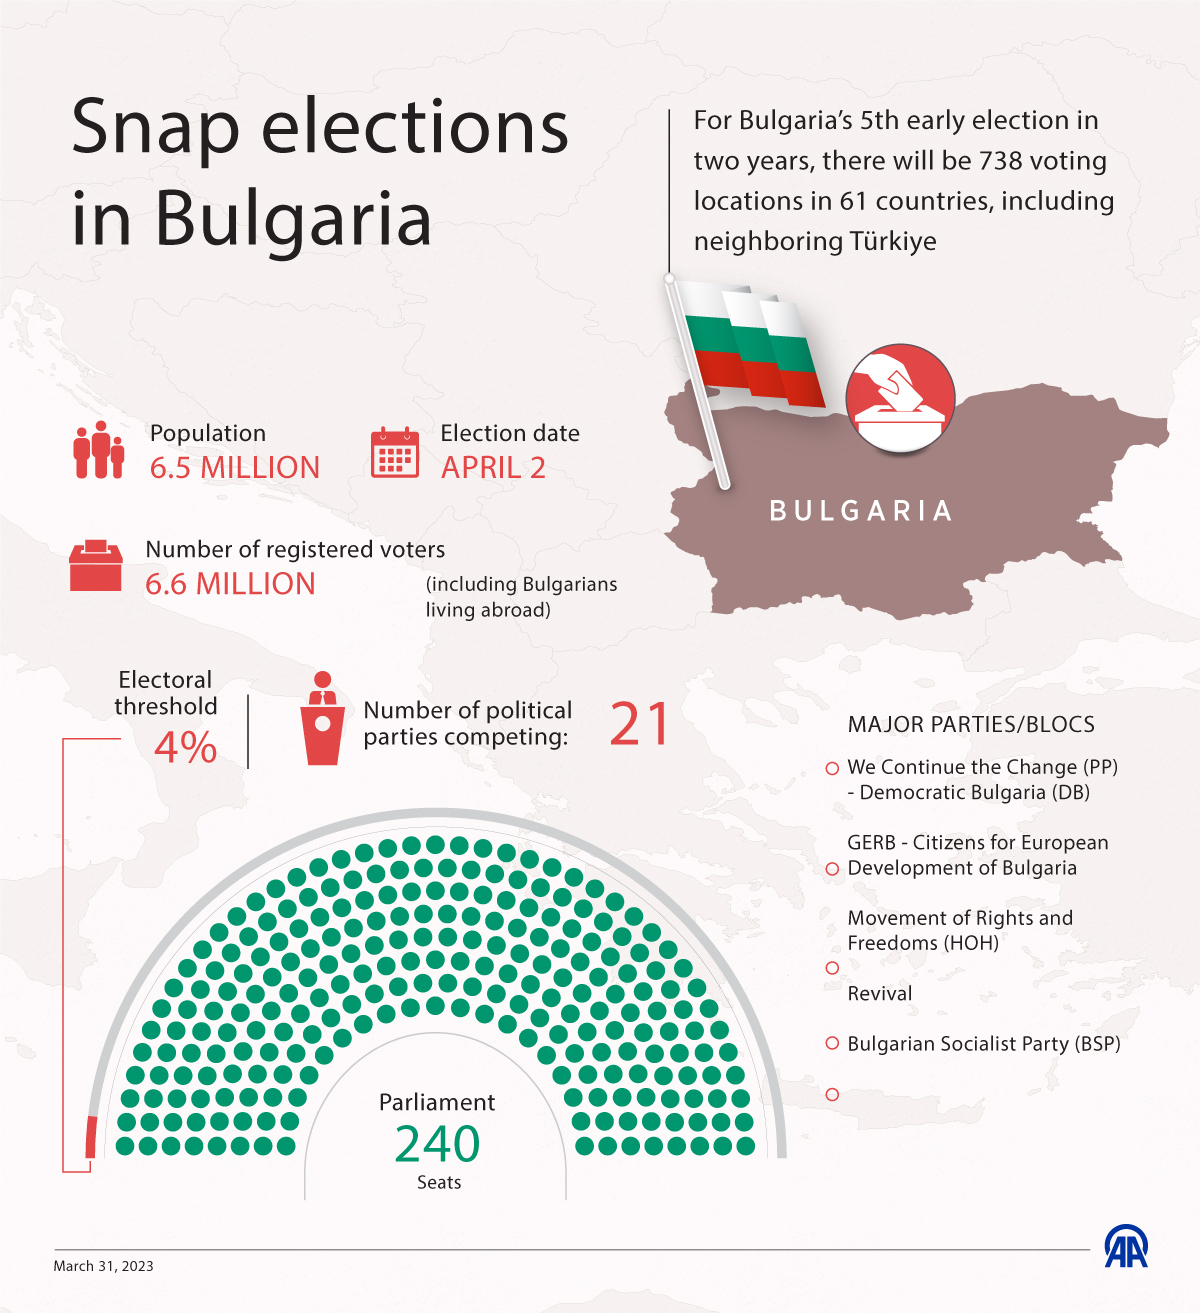 Snap elections
in Bulgaria
For Bulgaria's 5th early election in
two years, there will be 738 voting
locations in 61 countries, including
neighboring Türkiye
Population
6.5 MILLION
Election date
APRIL 2
BULGARIA
Number of registered voters
6.6 MILLION
(including Bulgarians
living abroad)
Electoral
threshold
4%
Number of political
parties competing:
21
MAJOR PARTIES/BLOCS
We Continue the Change (PP)
- Democratic Bulgaria (DB)
GERB - Citizens for European
Development of Bulgaria
Movement of Rights and
Freedoms (HOH)
Revival
Bulgarian Socialist Party (BSP)
Parliament
240
Seats
March 31, 2023
AA